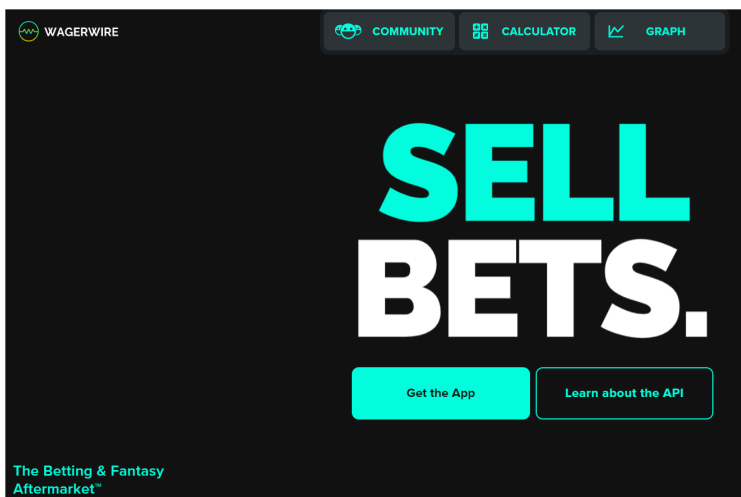 WAGERWIRE
COMMUNITY
CALCULATOR
GRAPH
SELL
BETS.
Get the App
Learn about the API
The Betting & Fantasy
Aftermarket™